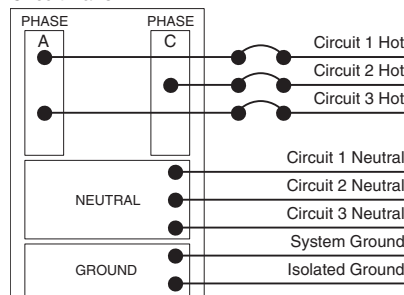 PHASE PHASE
A C
Circuit 1 Hot
Circuit 2 Hot
Circuit 3 Hot
Circuit 1 Neutral
Circuit 2 Neutral
NEUTRAL
Circuit 3 Neutral
System Ground
GROUND
Isolated Ground